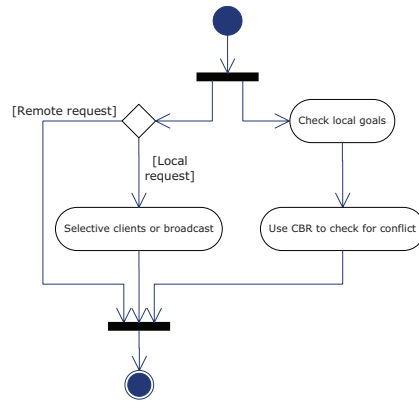 [Remote request]
Check local goals
[Local
request]
Selective clients or broadcast
Use CBR to check for conflict